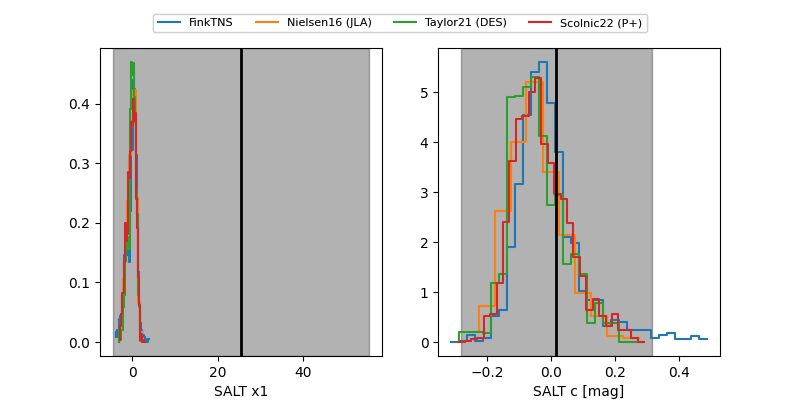 FinkTNS Nielsen16 (JLA) Taylor21 (DES) Scolnic22 (P+)
0.4
0.3
0.2
0.1
0.0
0 20 40
SALT x1
5
4
3
2
1
0
−0.2 0.0 0.2 0.4
SALT c [mag]